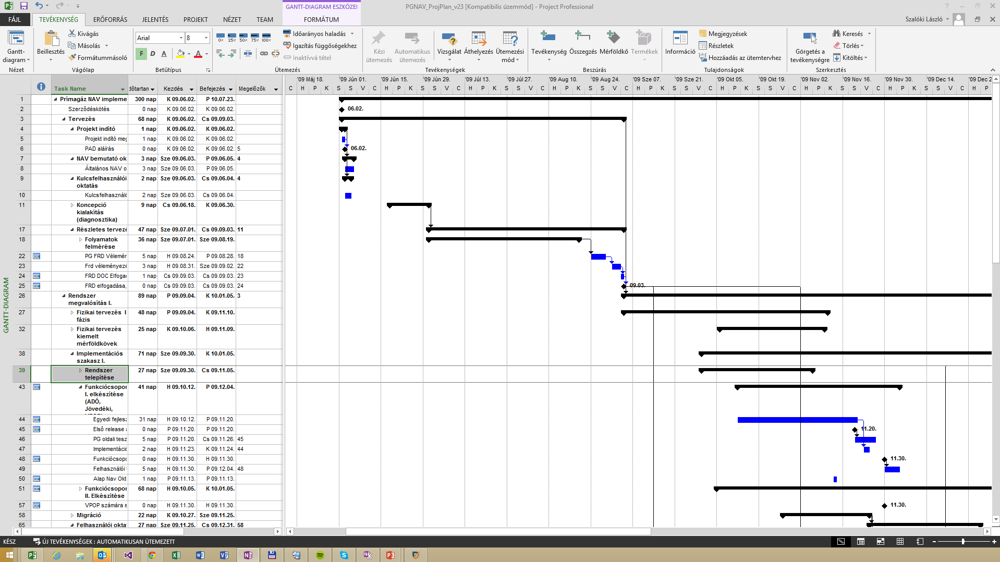 GANTT-DIAGRAM ESZKÖZEI
PGNAV_ProjPlan_v23 [Kompatibilis üzemmód] - Project Professional
FÁJL TEVÉKENYSÉG ERŐFORRÁS JELENTÉS PROJEKT NÉZET TEAM FORMÁTUM Szalóki László
Gantt-diagram
Nézet
Beillesztés
Kivágás
Másolás
Formátummásoló
Vágólap
Arial 8
F D A
Betűtípus
0% 25% 50% 75% 100%
Időarányos haladás
Igazítás függőségekhez
Inaktívvá tétel
Ütemezés
Kézi ütemezés
Automatikus ütemezés
Vizsgálat
Áthelyezés
Ütemezési mód
Tevékenységek
Tevékenység
Összegzés
Mérföldkő
Termékek
Beszúrás
Információ
Megjegyzések
Részletek
Hozzáadás az ütemtervhez
Tulajdonságok
Görgetés a tevékenységre
Keresés
Törlés
Kitöltés
Szerkesztés
Task Name Kezdés Befejezés Megelőzők
'09 Máj 18. '09 Jún 01. '09 Jún 15. '09 Jún 29. '09 Júl 13. '09 Júl 27. '09 Aug 10. '09 Aug 24. '09 Sze 07. '09 Sze 21. '09 Okt 05. '09 Okt 19. '09 Nov 02. '09 Nov 16. '09 Nov 30. '09 Dec 14. '09 Dec 2
C H P K S S V C H P K S S V C H P K S S V C H P K S S V C H P K S S V C H P K S S V C H P
GANTT-DIAGRAM
1 Prímagáz NAV impleme 300 nap K 09.06.02. P 10.07.23.
2 Szerződéskötés 0 nap K 09.06.02. K 09.06.02. 06.02.
3 Tervezés 68 nap K 09.06.02. Cs 09.09.03.
4 Projekt indító 1 nap K 09.06.02. K 09.06.02.
5 Projekt indító meg 1 nap K 09.06.02. K 09.06.02.
6 PAD aláírás 0 nap K 09.06.02. K 09.06.02. 5 06.02.
7 NAV bemutató ok 3 nap Sze 09.06.03. P 09.06.05. 4
8 Általános NAV o 3 nap Sze 09.06.03. P 09.06.05.
9 Kulcsfelhasználói oktatás 2 nap Sze 09.06.03. Cs 09.06.04. 4
10 Kulcsfelhasználó 2 nap Sze 09.06.03. Cs 09.06.04.
11 Koncepció kialakítás (diagnosztika) 9 nap Cs 09.06.18. K 09.06.30.
17 Részletes tervezé 47 nap Sze 09.07.01. Cs 09.09.03. 11
18 Folyamatok felmérése 36 nap Sze 09.07.01. Sze 09.08.19.
22 PG FRD Vélemér 5 nap H 09.08.24. P 09.08.28. 18
23 Frd véleményezé 3 nap H 09.08.31. Sze 09.09.02. 22
24 FRD DOC Elfogad 1 nap Cs 09.09.03. Cs 09.09.03. 23
25 FRD elfogadása, 0 nap Cs 09.09.03. Cs 09.09.03. 24 09.03.
26 Rendszer megvalósítás I. 89 nap P 09.09.04. K 10.01.05. 3
27 Fizikai tervezés I fázis 48 nap P 09.09.04. K 09.11.10.
32 Fizikai tervezés kiemelt mérföldkövek 25 nap K 09.10.06. H 09.11.09.
38 Implementációs szakasz I. 71 nap Sze 09.09.30. K 10.01.05.
39 Rendszer telepítése 27 nap Sze 09.09.30. Cs 09.11.05.
43 Funkciócsopor I. elkészítése (ADÓ, Jövedéki, 41 nap H 09.10.12. P 09.12.04.
44 Egyedi fejlesz 31 nap H 09.10.12. P 09.11.20.
45 Első release a 0 nap P 09.11.20. P 09.11.20. 11.20.
46 PG oldali tesz 5 nap P 09.11.20. Cs 09.11.26. 45
47 Implementáció 2 nap H 09.11.23. K 09.11.24. 44
48 Funkciócsopo 0 nap H 09.11.30. H 09.11.30. 11.30.
49 Felhasználói 5 nap H 09.11.30. P 09.12.04. 48
50 Alap Nav Okt 1 nap P 09.11.13. P 09.11.13.
51 Funkciócsopor II. Elkészítése 68 nap H 09.10.05. K 10.01.05.
57 VPOP számára s 0 nap H 09.11.30. H 09.11.30. 11.30.
58 Migráció 22 nap K 09.10.27. Sze 09.11.25.
65 Felhasználói oktat 27 nap Sze 09.11.25. Cs 09.12.31. 58
KÉSZ ÚJ TEVÉKENYSÉGEK : AUTOMATIKUSAN ÜTEMEZETT